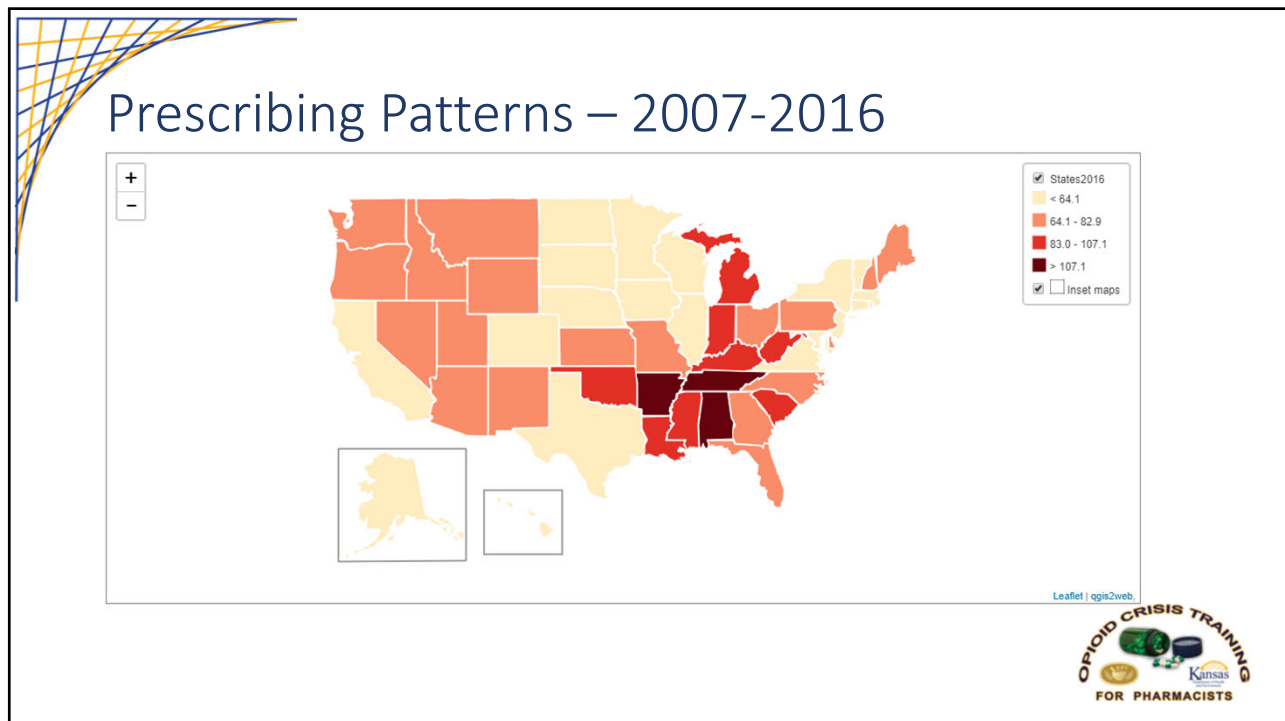 Prescribing Patterns – 2007-2016
+
−
States2016
< 64.1
64.1 - 82.9
83.0 - 107.1
> 107.1
Inset maps
Leaflet | qgis2web,
OPIOID CRISIS TRAINING
Kansas
FOR PHARMACISTS